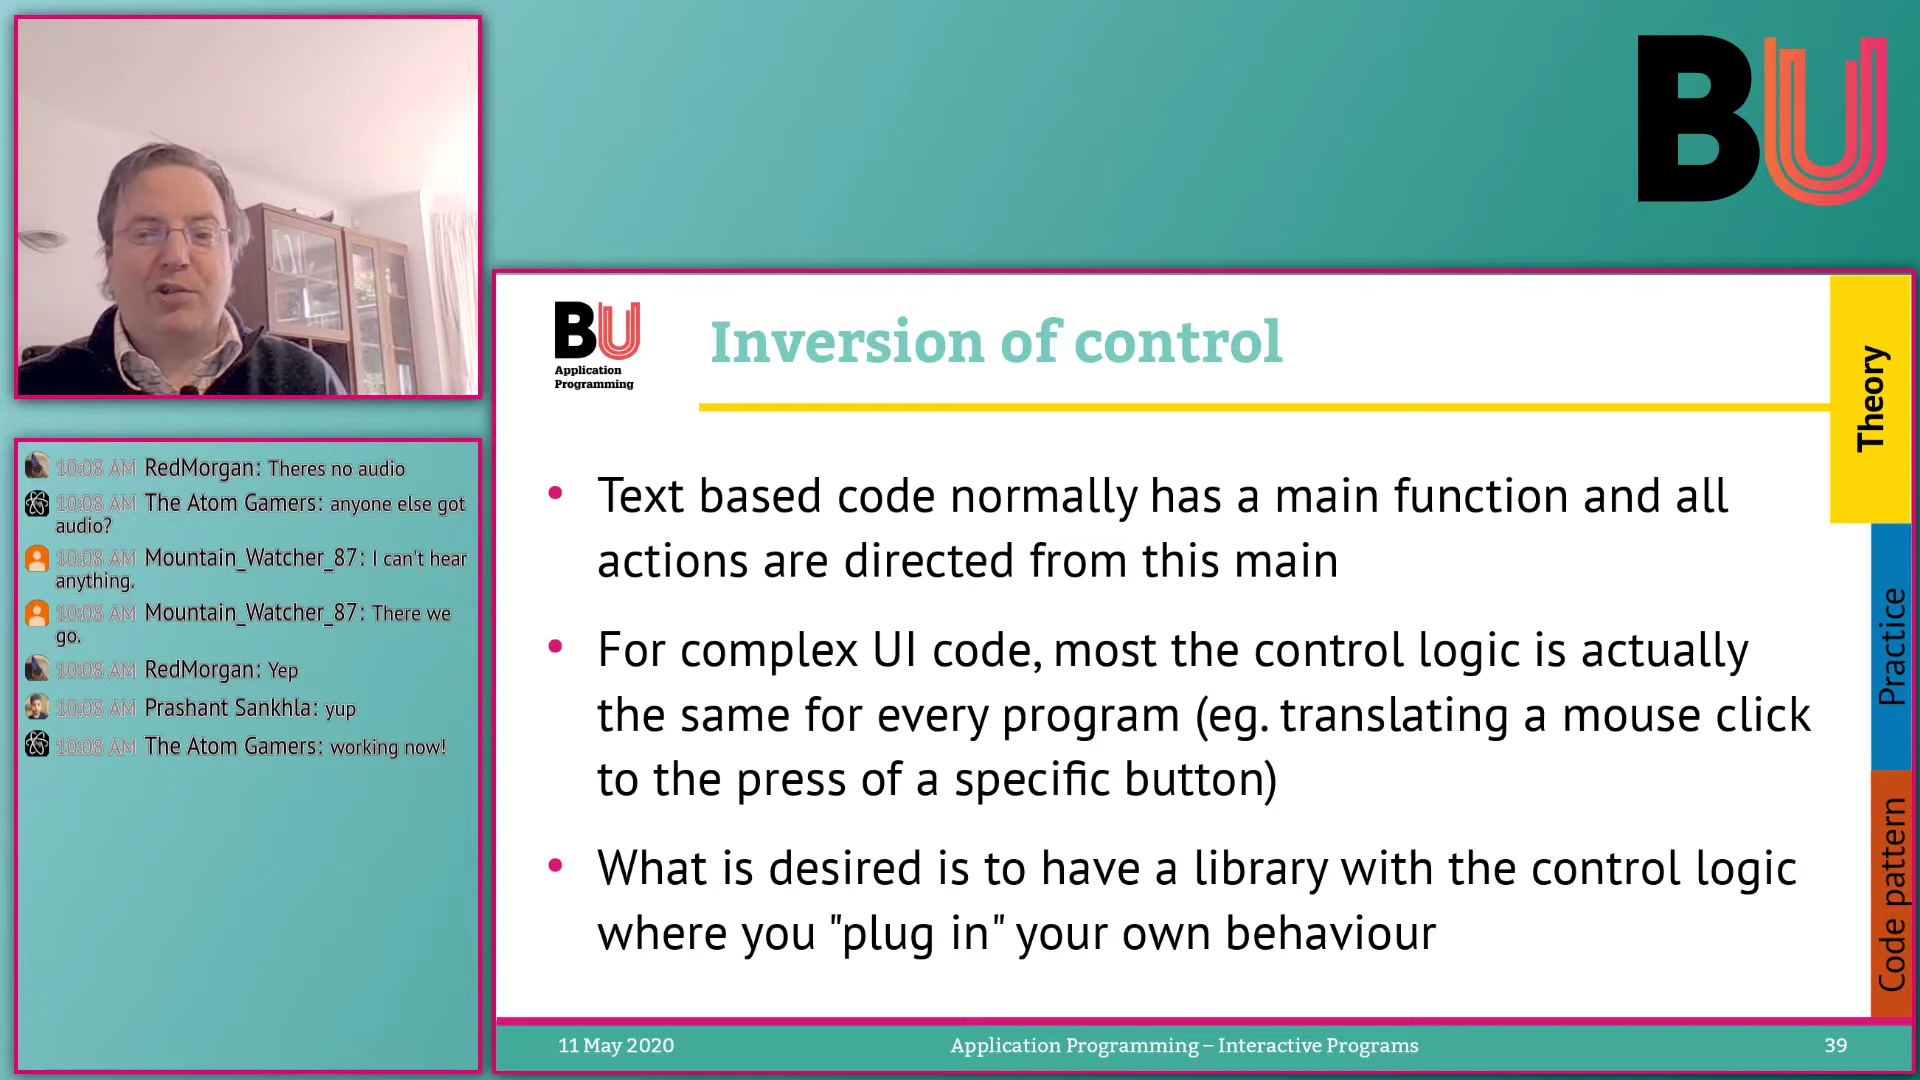 BU
10:08 AM RedMorgan: Theres no audio
10:08 AM The Atom Gamers: anyone else got
audio?
10:08 AM Mountain_Watcher_87: I can't hear
anything.
10:08 AM Mountain_Watcher_87: There we
go.
10:08 AM RedMorgan: Yep
10:08 AM Prashant Sankhla: yup
10:08 AM The Atom Gamers: working now!
BU
Application
Programming
Inversion of control
• Text based code normally has a main function and all
actions are directed from this main
• For complex UI code, most the control logic is actually
the same for every program (eg. translating a mouse click
to the press of a specific button)
• What is desired is to have a library with the control logic
where you "plug in" your own behaviour
Theory
Practice
Code pattern
11 May 2020
Application Programming – Interactive Programs
39